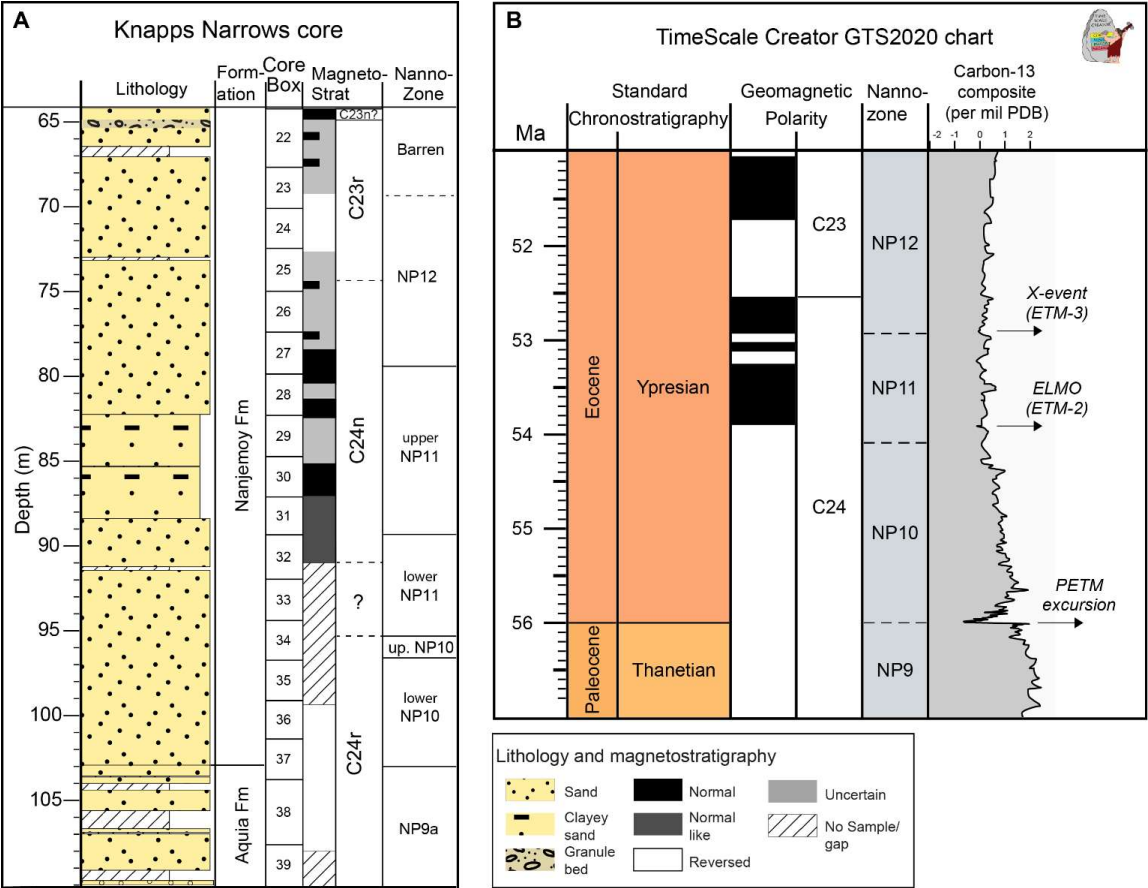 A
Knapps Narrows core
Lithology
Form-
ation
Core
Box
Magneto-
Strat
Nanno-
Zone
Depth (m)
65
70
75
80
85
90
95
100
105
Nanjemoy Fm
Aquia Fm
22
23
24
25
26
27
28
29
30
31
32
33
34
35
36
37
38
39
C23n?
C23r
C24n
?
C24r
Barren
NP12
upper
NP11
lower
NP11
up. NP10
lower
NP10
NP9a
B
TimeScale Creator GTS2020 chart
TIME
SCALE
CREATOR
Ma
Standard
Chronostratigraphy
Geomagnetic
Polarity
Nanno-
zone
Carbon-13
composite
(per mil PDB)
-2 -1 0 1 2
52
53
54
55
56
Eocene
Paleocene
Ypresian
Thanetian
C23
C24
NP12
NP11
NP10
NP9
X-event
(ETM-3)
ELMO
(ETM-2)
PETM
excursion
Lithology and magnetostratigraphy
Sand
Clayey
sand
Granule
bed
Normal
Normal
like
Reversed
Uncertain
No Sample/
gap